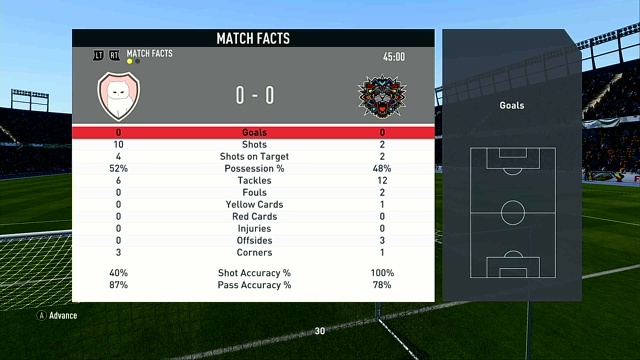 MATCH FACTS
LT RT MATCH FACTS
45:00
0 - 0
0 Goals 0
10 Shots 2
4 Shots on Target 2
52% Possession % 48%
6 Tackles 12
0 Fouls 2
0 Yellow Cards 1
0 Red Cards 0
0 Injuries 0
0 Offsides 3
3 Corners 1
40% Shot Accuracy % 100%
87% Pass Accuracy % 78%
Goals
A Advance
30